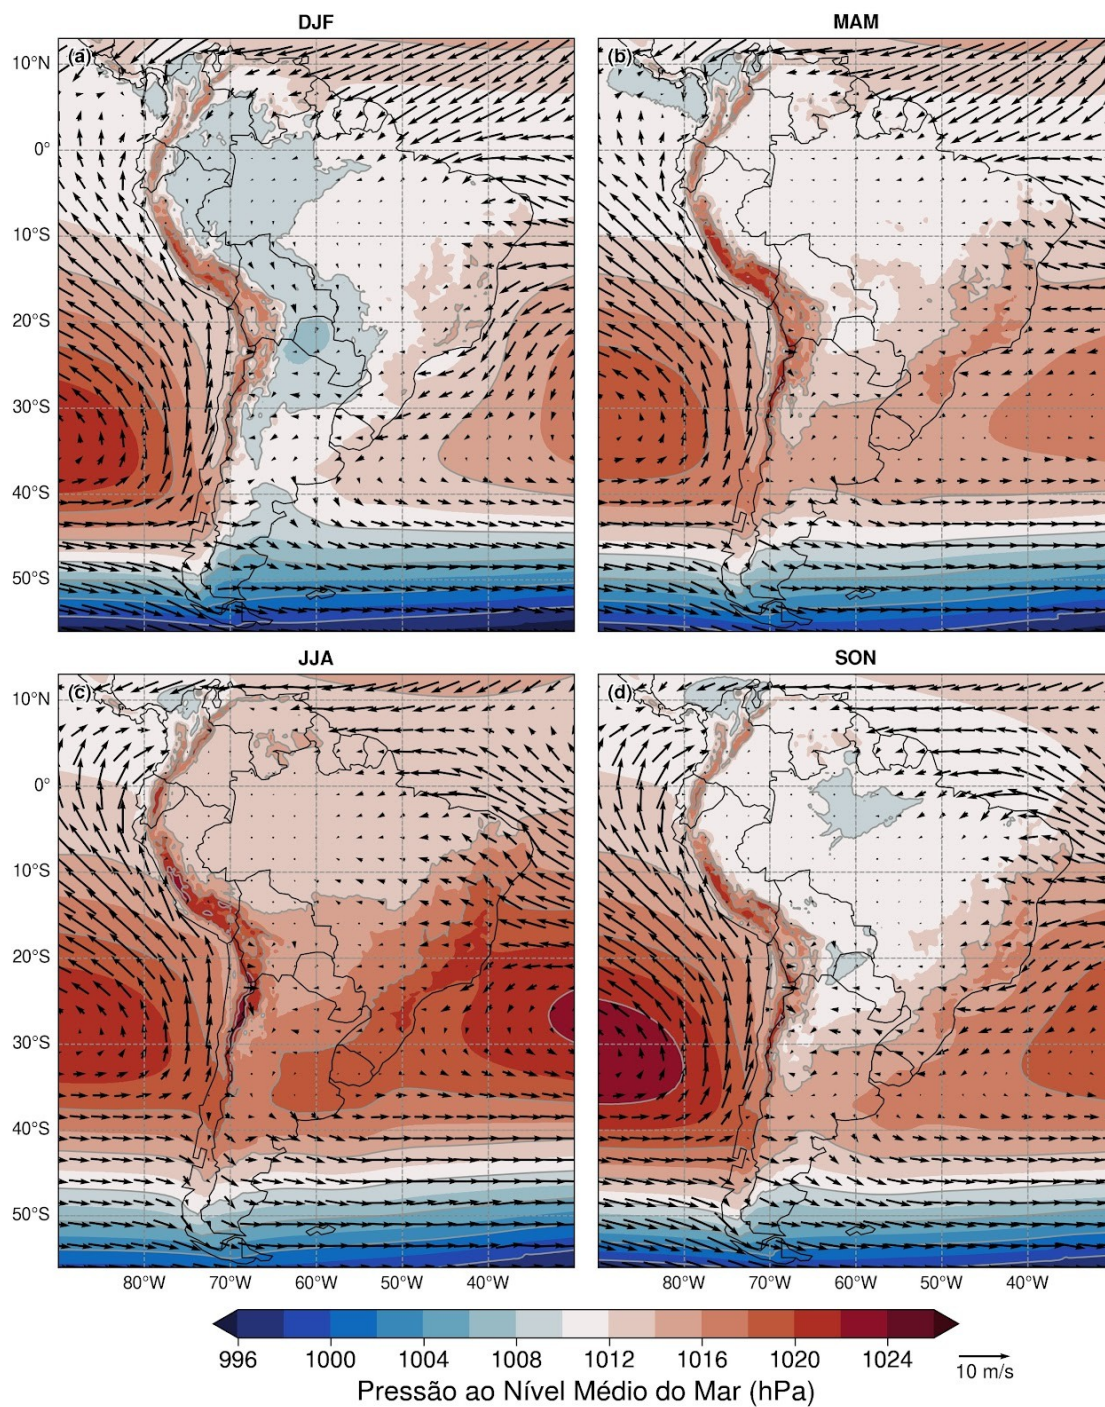 DJF
MAM
(a)
(b)
10°N
0°
10°S
20°S
30°S
40°S
50°S
JJA
SON
(c)
(d)
10°N
0°
10°S
20°S
30°S
40°S
50°S
80°W 70°W 60°W 50°W 40°W
80°W 70°W 60°W 50°W 40°W
996 1000 1004 1008 1012 1016 1020 1024
10 m/s
Pressão ao Nível Médio do Mar (hPa)